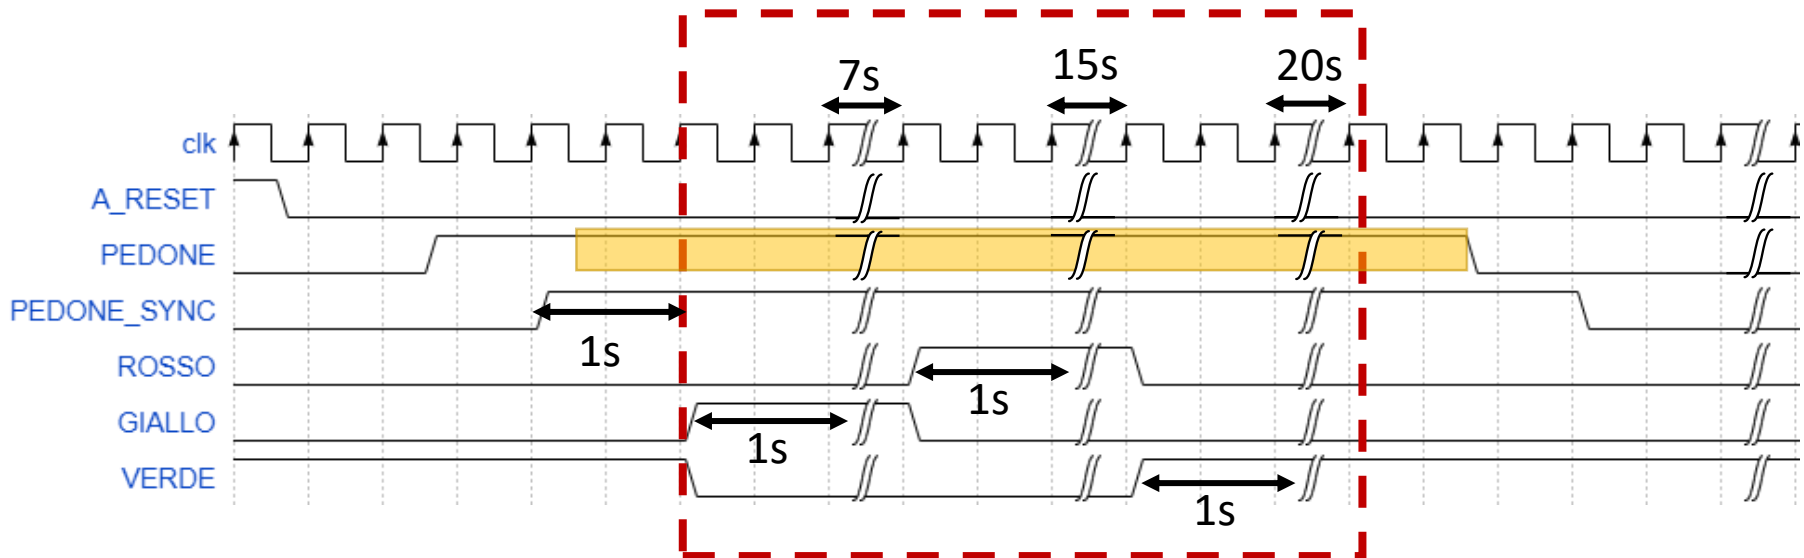 7s 15s 20s
clk
A_RESET
PEDONE
PEDONE_SYNC
1s
ROSSO
1s
GIALLO
1s
VERDE
1s